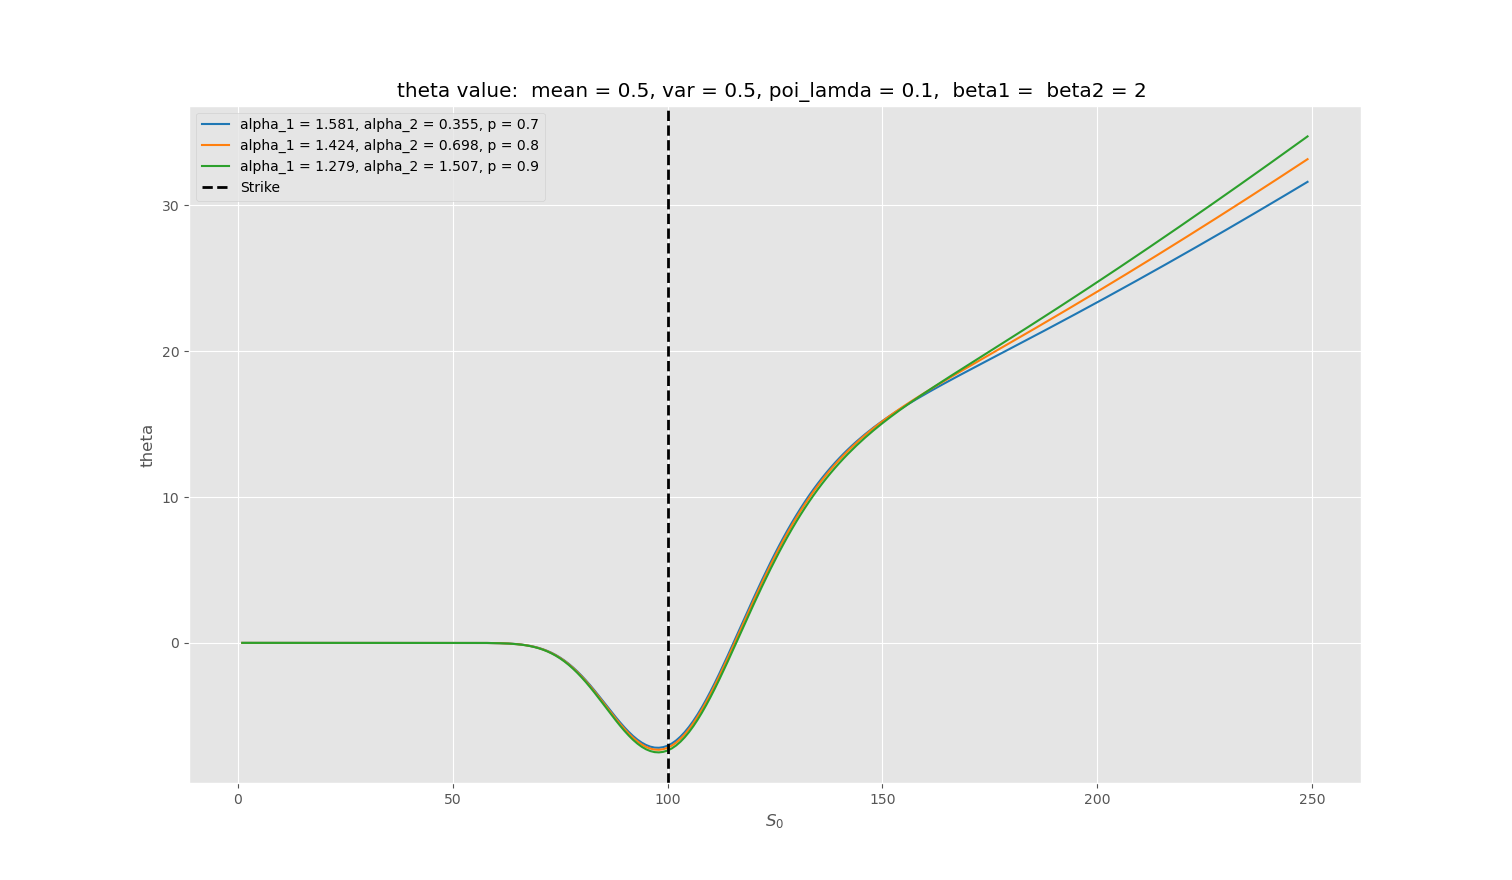 theta value:  mean = 0.5, var = 0.5, poi_lamda = 0.1,  beta1 =  beta2 = 2
alpha_1 = 1.581, alpha_2 = 0.355, p = 0.7
alpha_1 = 1.424, alpha_2 = 0.698, p = 0.8
alpha_1 = 1.279, alpha_2 = 1.507, p = 0.9
Strike
30
20
10
0
theta
0 50 100 150 200 250
S_0